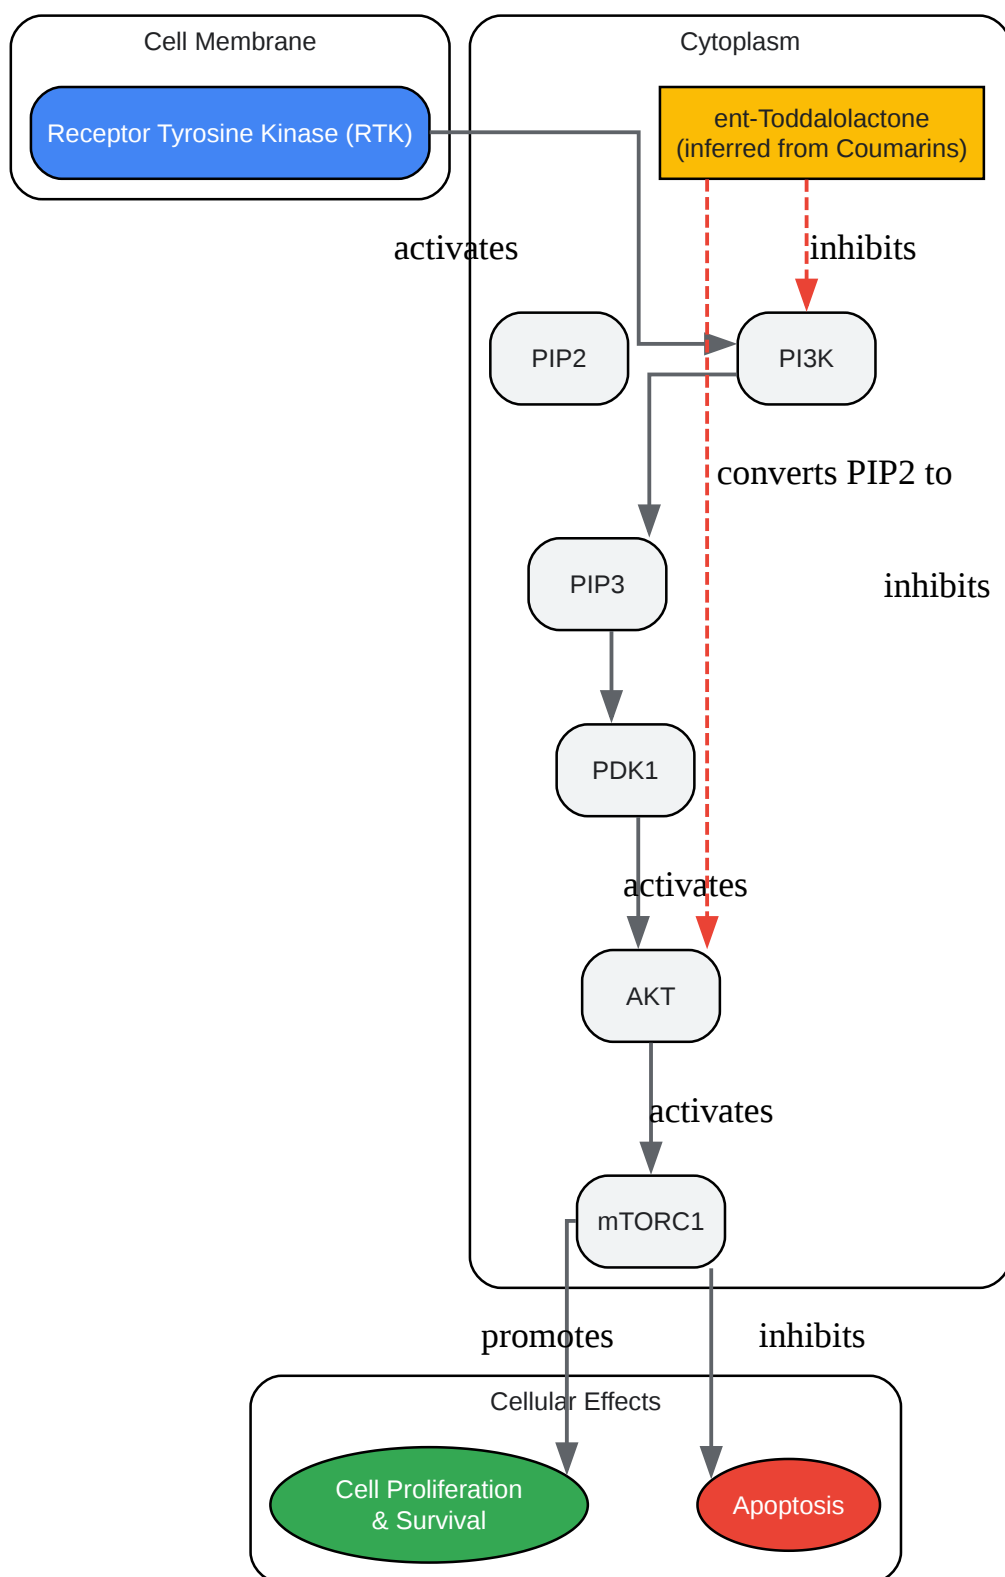 Cell Membrane
Cytoplasm
Receptor Tyrosine Kinase (RTK)
ent-Toddalolactone
(inferred from Coumarins)
activates
inhibits
PIP2
PI3K
converts PIP2 to
PIP3
inhibits
PDK1
activates
AKT
activates
mTORC1
promotes
inhibits
Cellular Effects
Cell Proliferation
& Survival
Apoptosis